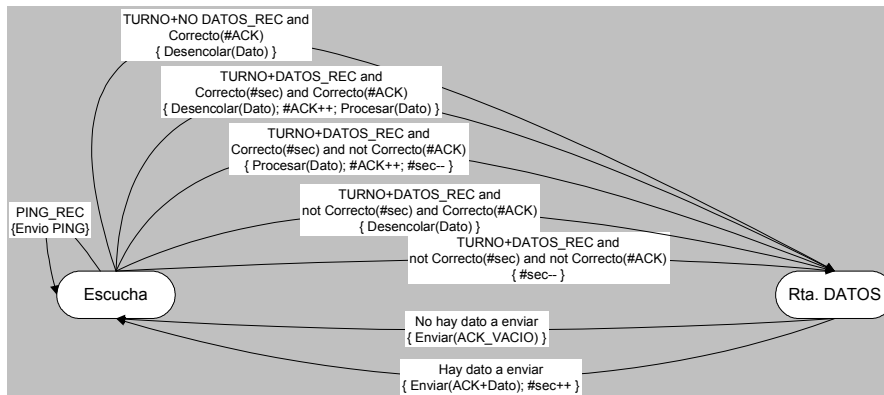 TURNO+NO DATOS_REC and
Correcto(#ACK)
{ Desencolar(Dato) }
TURNO+DATOS_REC and
Correcto(#sec) and Correcto(#ACK)
{ Desencolar(Dato); #ACK++; Procesar(Dato) }
TURNO+DATOS_REC and
Correcto(#sec) and not Correcto(#ACK)
{ Procesar(Dato); #ACK++; #sec-- }
TURNO+DATOS_REC and
not Correcto(#sec) and Correcto(#ACK)
{ Desencolar(Dato) }
TURNO+DATOS_REC and
not Correcto(#sec) and not Correcto(#ACK)
{ #sec-- }
PING_REC
{Envio PING}
Escucha
Rta. DATOS
No hay dato a enviar
{ Enviar(ACK_VACIO) }
Hay dato a enviar
{ Enviar(ACK+Dato); #sec++ }